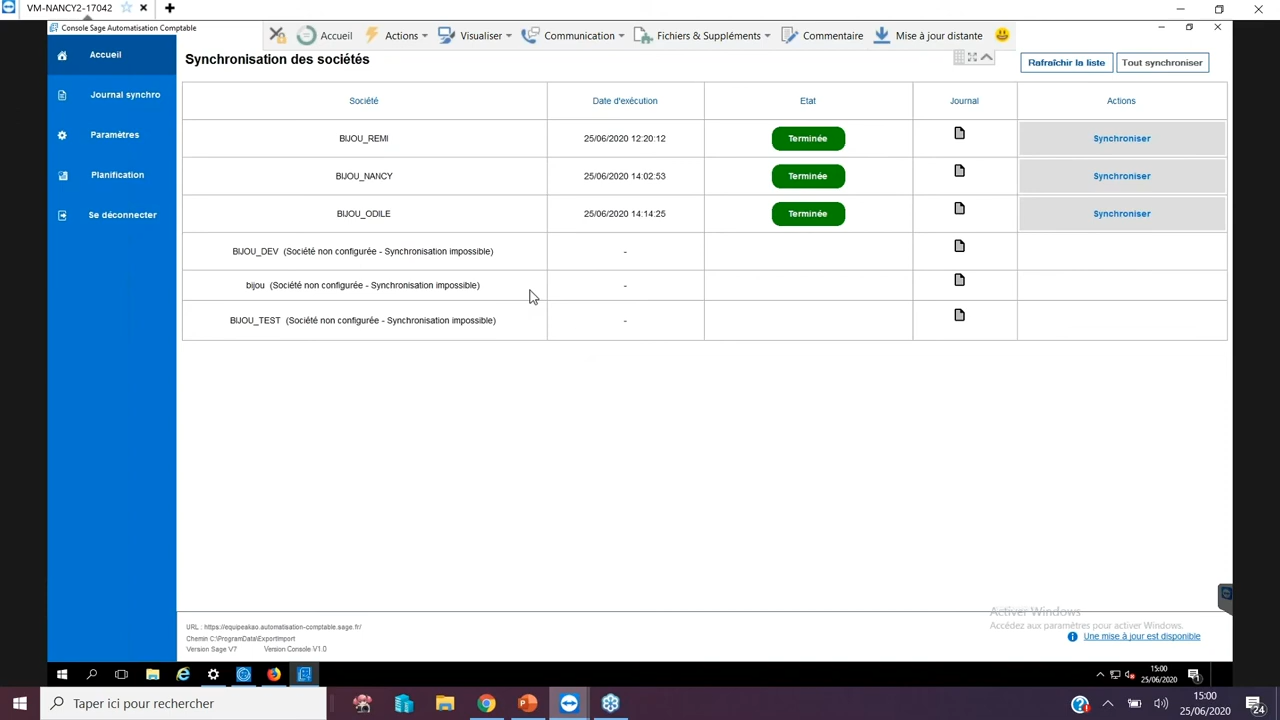 VM-NANCY2-17042
Console Sage Automatisation Comptable
Accueil
Actions
Visualiser
Communication
Fichiers & Suppléments
Commentaire
Mise à jour distante
Accueil
Journal synchro
Paramètres
Planification
Se déconnecter
Synchronisation des sociétés
Rafraîchir la liste
Tout synchroniser
Société Date d'exécution Etat Journal Actions
BIJOU_REMI 25/06/2020 12:20:12 Terminée Synchroniser
BIJOU_NANCY 25/06/2020 14:02:53 Terminée Synchroniser
BIJOU_ODILE 25/06/2020 14:14:25 Terminée Synchroniser
BIJOU_DEV (Société non configurée - Synchronisation impossible) -
bijou (Société non configurée - Synchronisation impossible) -
BIJOU_TEST (Société non configurée - Synchronisation impossible) -
URL : https://equipeakao.automatisation-comptable.sage.fr/
Chemin C:\ProgramData\ExportImport
Version Sage V7 Version Console V1.0
Activer Windows
Accédez aux paramètres pour activer Windows.
Une mise à jour est disponible
15:00
25/06/2020
1
Taper ici pour rechercher
15:00
25/06/2020
24